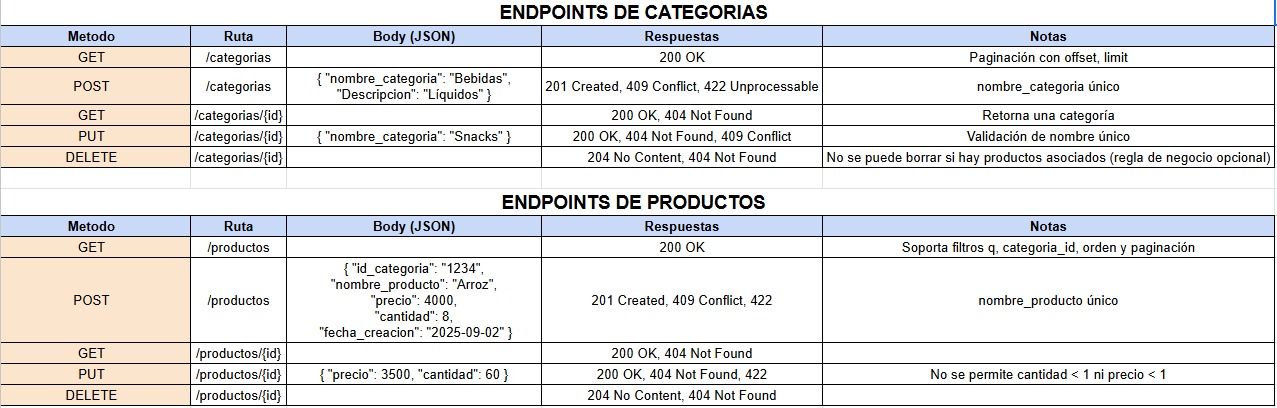 ENDPOINTS DE CATEGORIAS
Metodo Ruta Body (JSON) Respuestas Notas
GET /categorias 200 OK Paginación con offset, limit
POST /categorias { "nombre_categoria": "Bebidas", "Descripcion": "Líquidos" } 201 Created, 409 Conflict, 422 Unprocessable nombre_categoria único
GET /categorias/{id} 200 OK, 404 Not Found Retorna una categoría
PUT /categorias/{id} { "nombre_categoria": "Snacks" } 200 OK, 404 Not Found, 409 Conflict Validación de nombre único
DELETE /categorias/{id} 204 No Content, 404 Not Found No se puede borrar si hay productos asociados (regla de negocio opcional)
ENDPOINTS DE PRODUCTOS
Metodo Ruta Body (JSON) Respuestas Notas
GET /productos 200 OK Soporta filtros q, categoria_id, orden y paginación
POST /productos { "id_categoria": "1234", "nombre_producto": "Arroz", "precio": 4000, "cantidad": 8, "fecha_creacion": "2025-09-02" } 201 Created, 409 Conflict, 422 nombre_producto único
GET /productos/{id} 200 OK, 404 Not Found
PUT /productos/{id} { "precio": 3500, "cantidad": 60 } 200 OK, 404 Not Found, 422 No se permite cantidad < 1 ni precio < 1
DELETE /productos/{id} 204 No Content, 404 Not Found